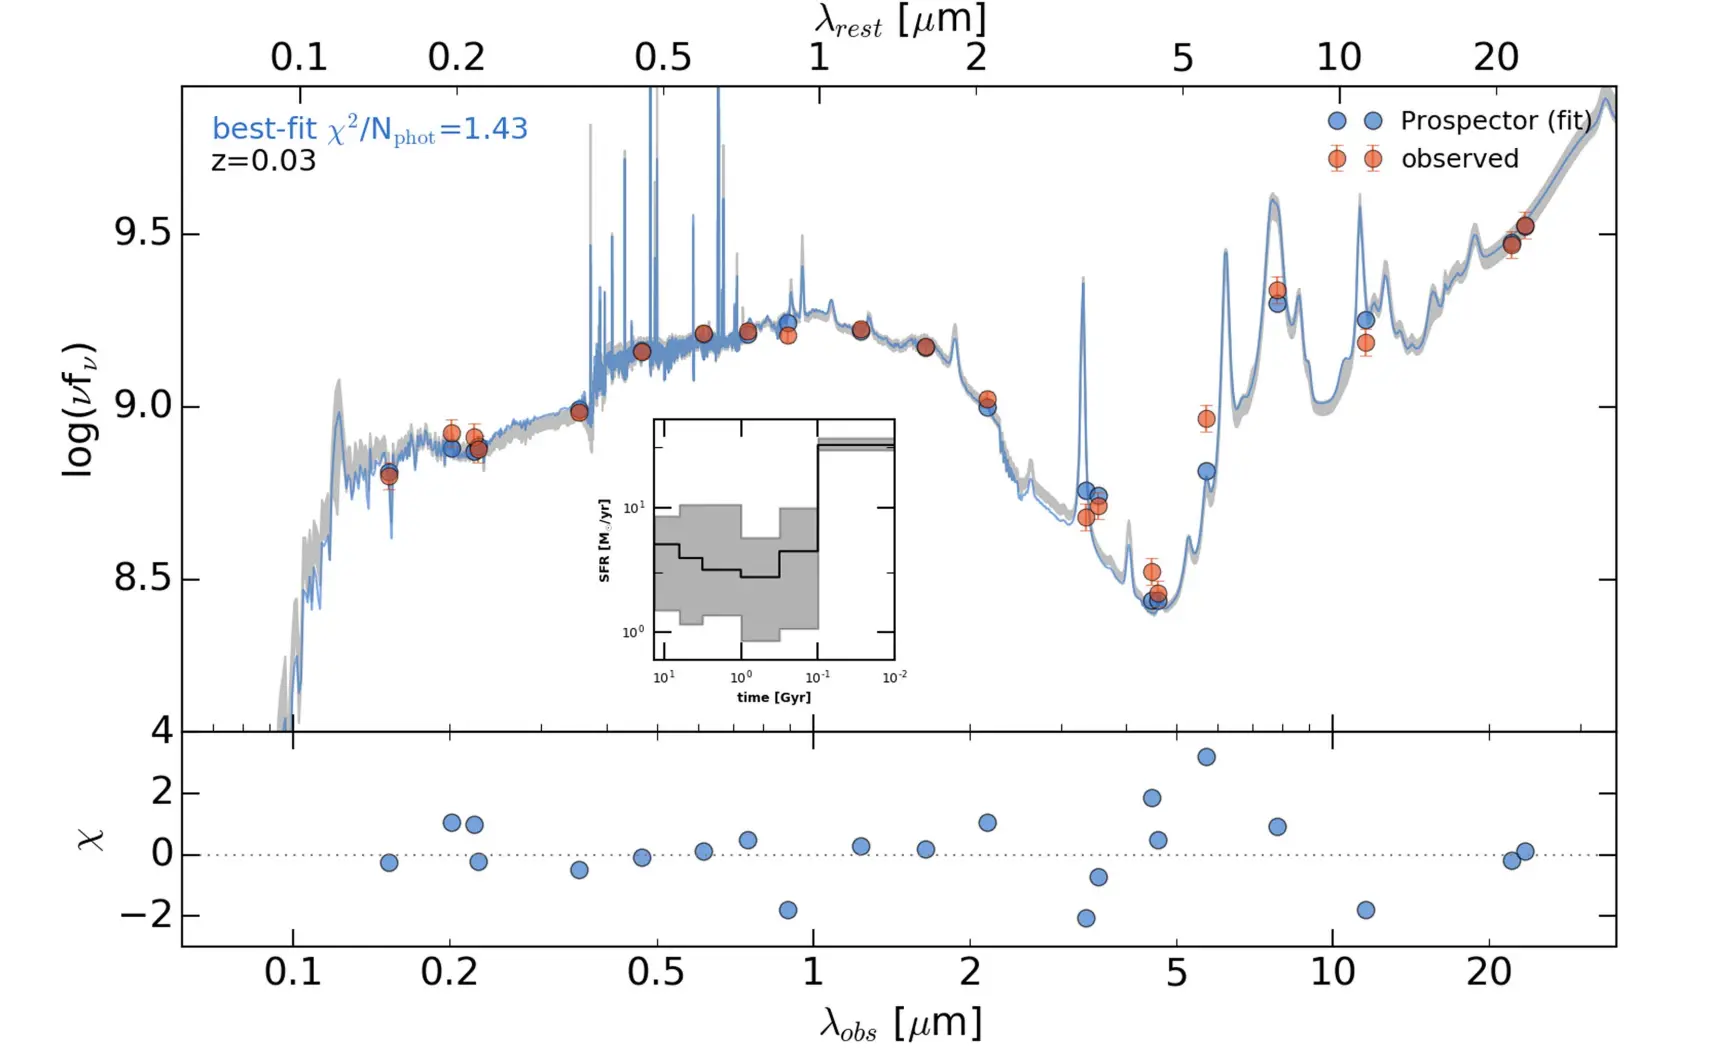 λrest [μm]
0.1 0.2 0.5 1 2 5 10 20
best-fit χ²/Nphot=1.43
z=0.03
Prospector (fit)
observed
log(νfν)
9.5
9.0
8.5
SFR [M☉/yr]
10¹
10⁰
10¹ 10⁰ 10⁻¹ 10⁻²
time [Gyr]
χ
4
2
0
−2
0.1 0.2 0.5 1 2 5 10 20
λobs [μm]